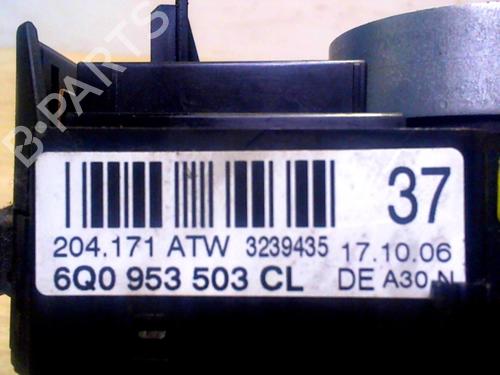 B-PARTS
37
204.171 ATW 3239435 17.10.06
6Q0 953 503 CL DE A30 N